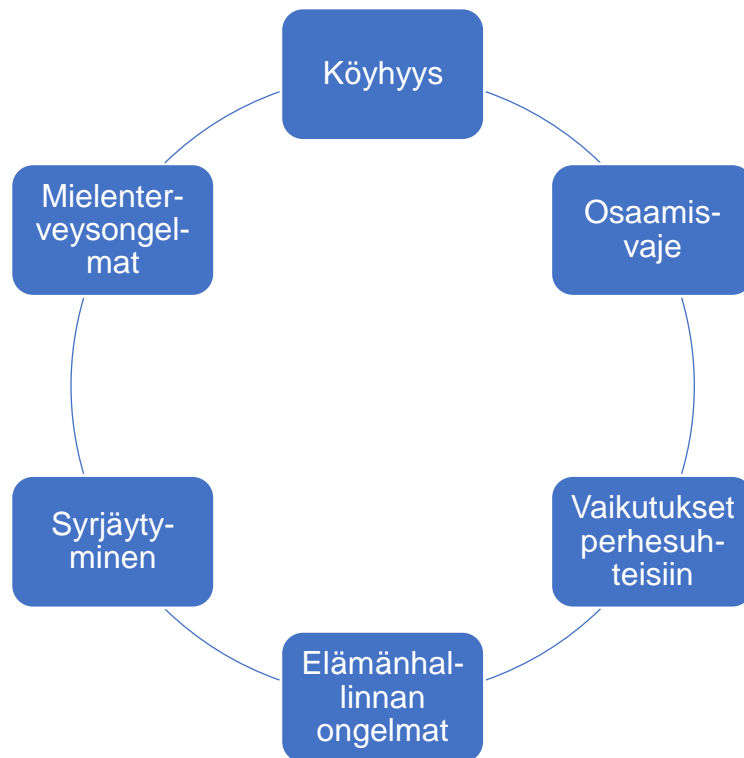 Köyhyys
Osaamis-
vaje
Vaikutukset
perhesuh-
teisiin
Elämänhal-
linnan
ongelmat
Syrjäyty-
minen
Mielenter-
veysongel-
mat